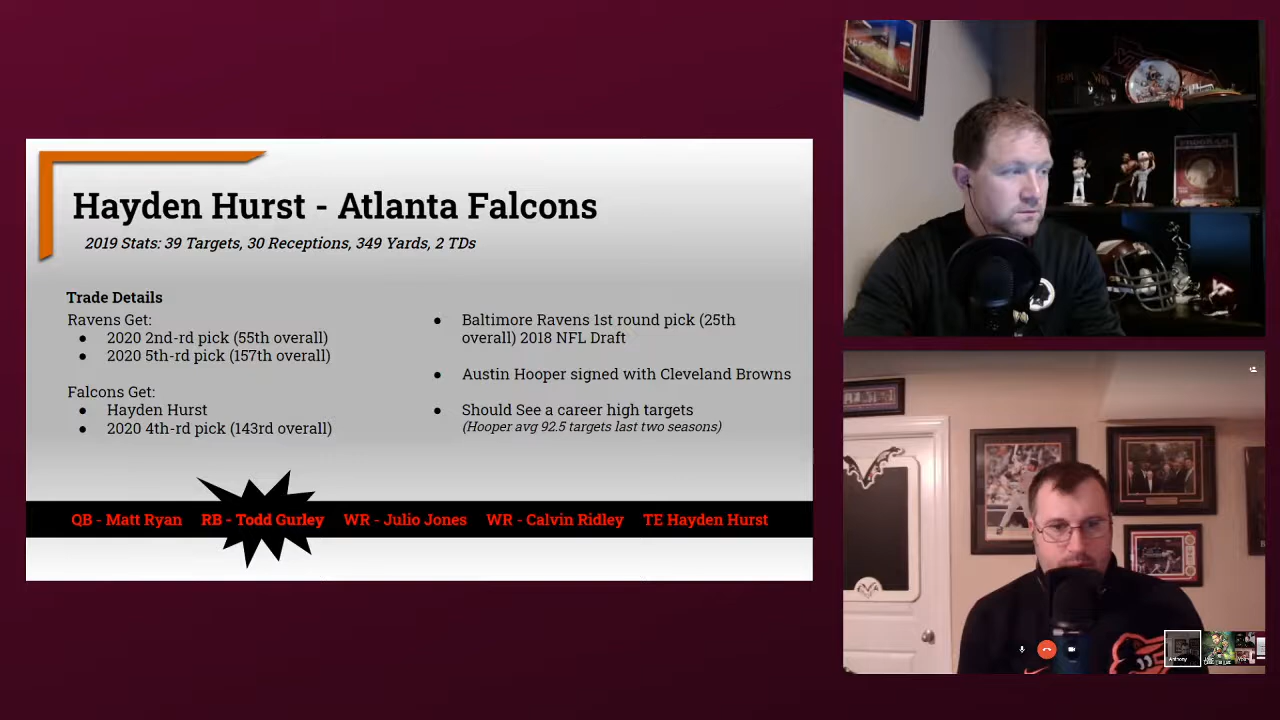 Hayden Hurst - Atlanta Falcons
2019 Stats: 39 Targets, 30 Receptions, 349 Yards, 2 TDs
Trade Details
Ravens Get:
● 2020 2nd-rd pick (55th overall)
● 2020 5th-rd pick (157th overall)
Falcons Get:
● Hayden Hurst
● 2020 4th-rd pick (143rd overall)
● Baltimore Ravens 1st round pick (25th
overall) 2018 NFL Draft
● Austin Hooper signed with Cleveland Browns
● Should See a career high targets
(Hooper avg 92.5 targets last two seasons)
QB - Matt Ryan RB - Todd Gurley WR - Julio Jones WR - Calvin Ridley TE Hayden Hurst
Anthony